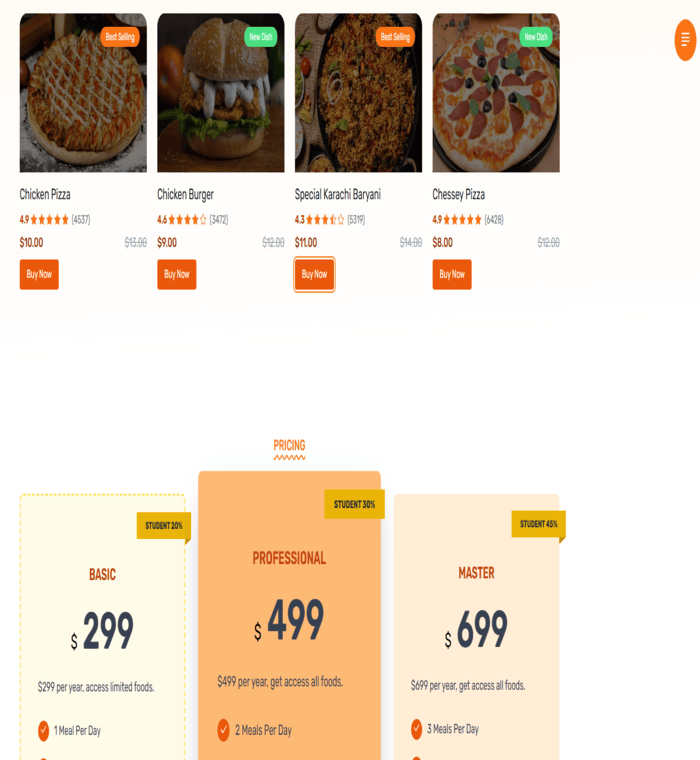 Best Selling
New Dish
Best Selling
New Dish
Chicken Pizza
Chicken Burger
Special Karachi Baryani
Chessey Pizza
4.9 (4537)
4.6 (3472)
4.3 (5319)
4.9 (6428)
$10.00 $13.00
$9.00 $12.00
$11.00 $14.00
$8.00 $12.00
Buy Now
Buy Now
Buy Now
Buy Now
PRICING
STUDENT 20%
BASIC
$ 299
$299 per year, access limited foods.
1 Meal Per Day
STUDENT 30%
PROFESSIONAL
$ 499
$499 per year, get access all foods.
2 Meals Per Day
STUDENT 45%
MASTER
$ 699
$699 per year, get access all foods.
3 Meals Per Day